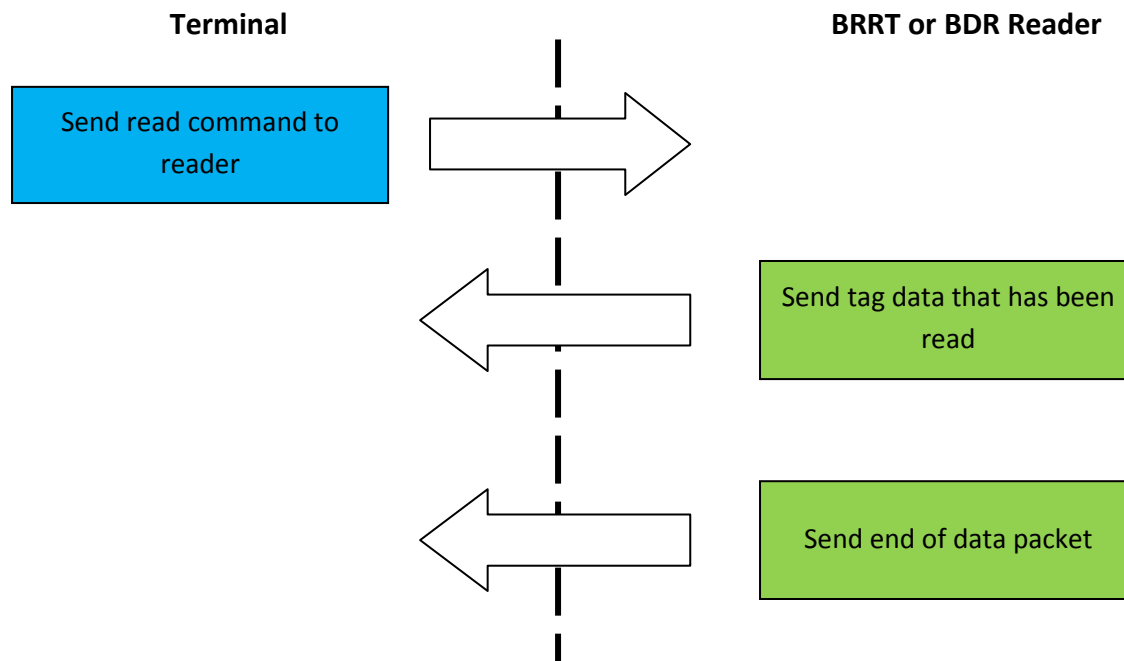 Terminal
BRRT or BDR Reader
Send read command to
reader
Send tag data that has been
read
Send end of data packet